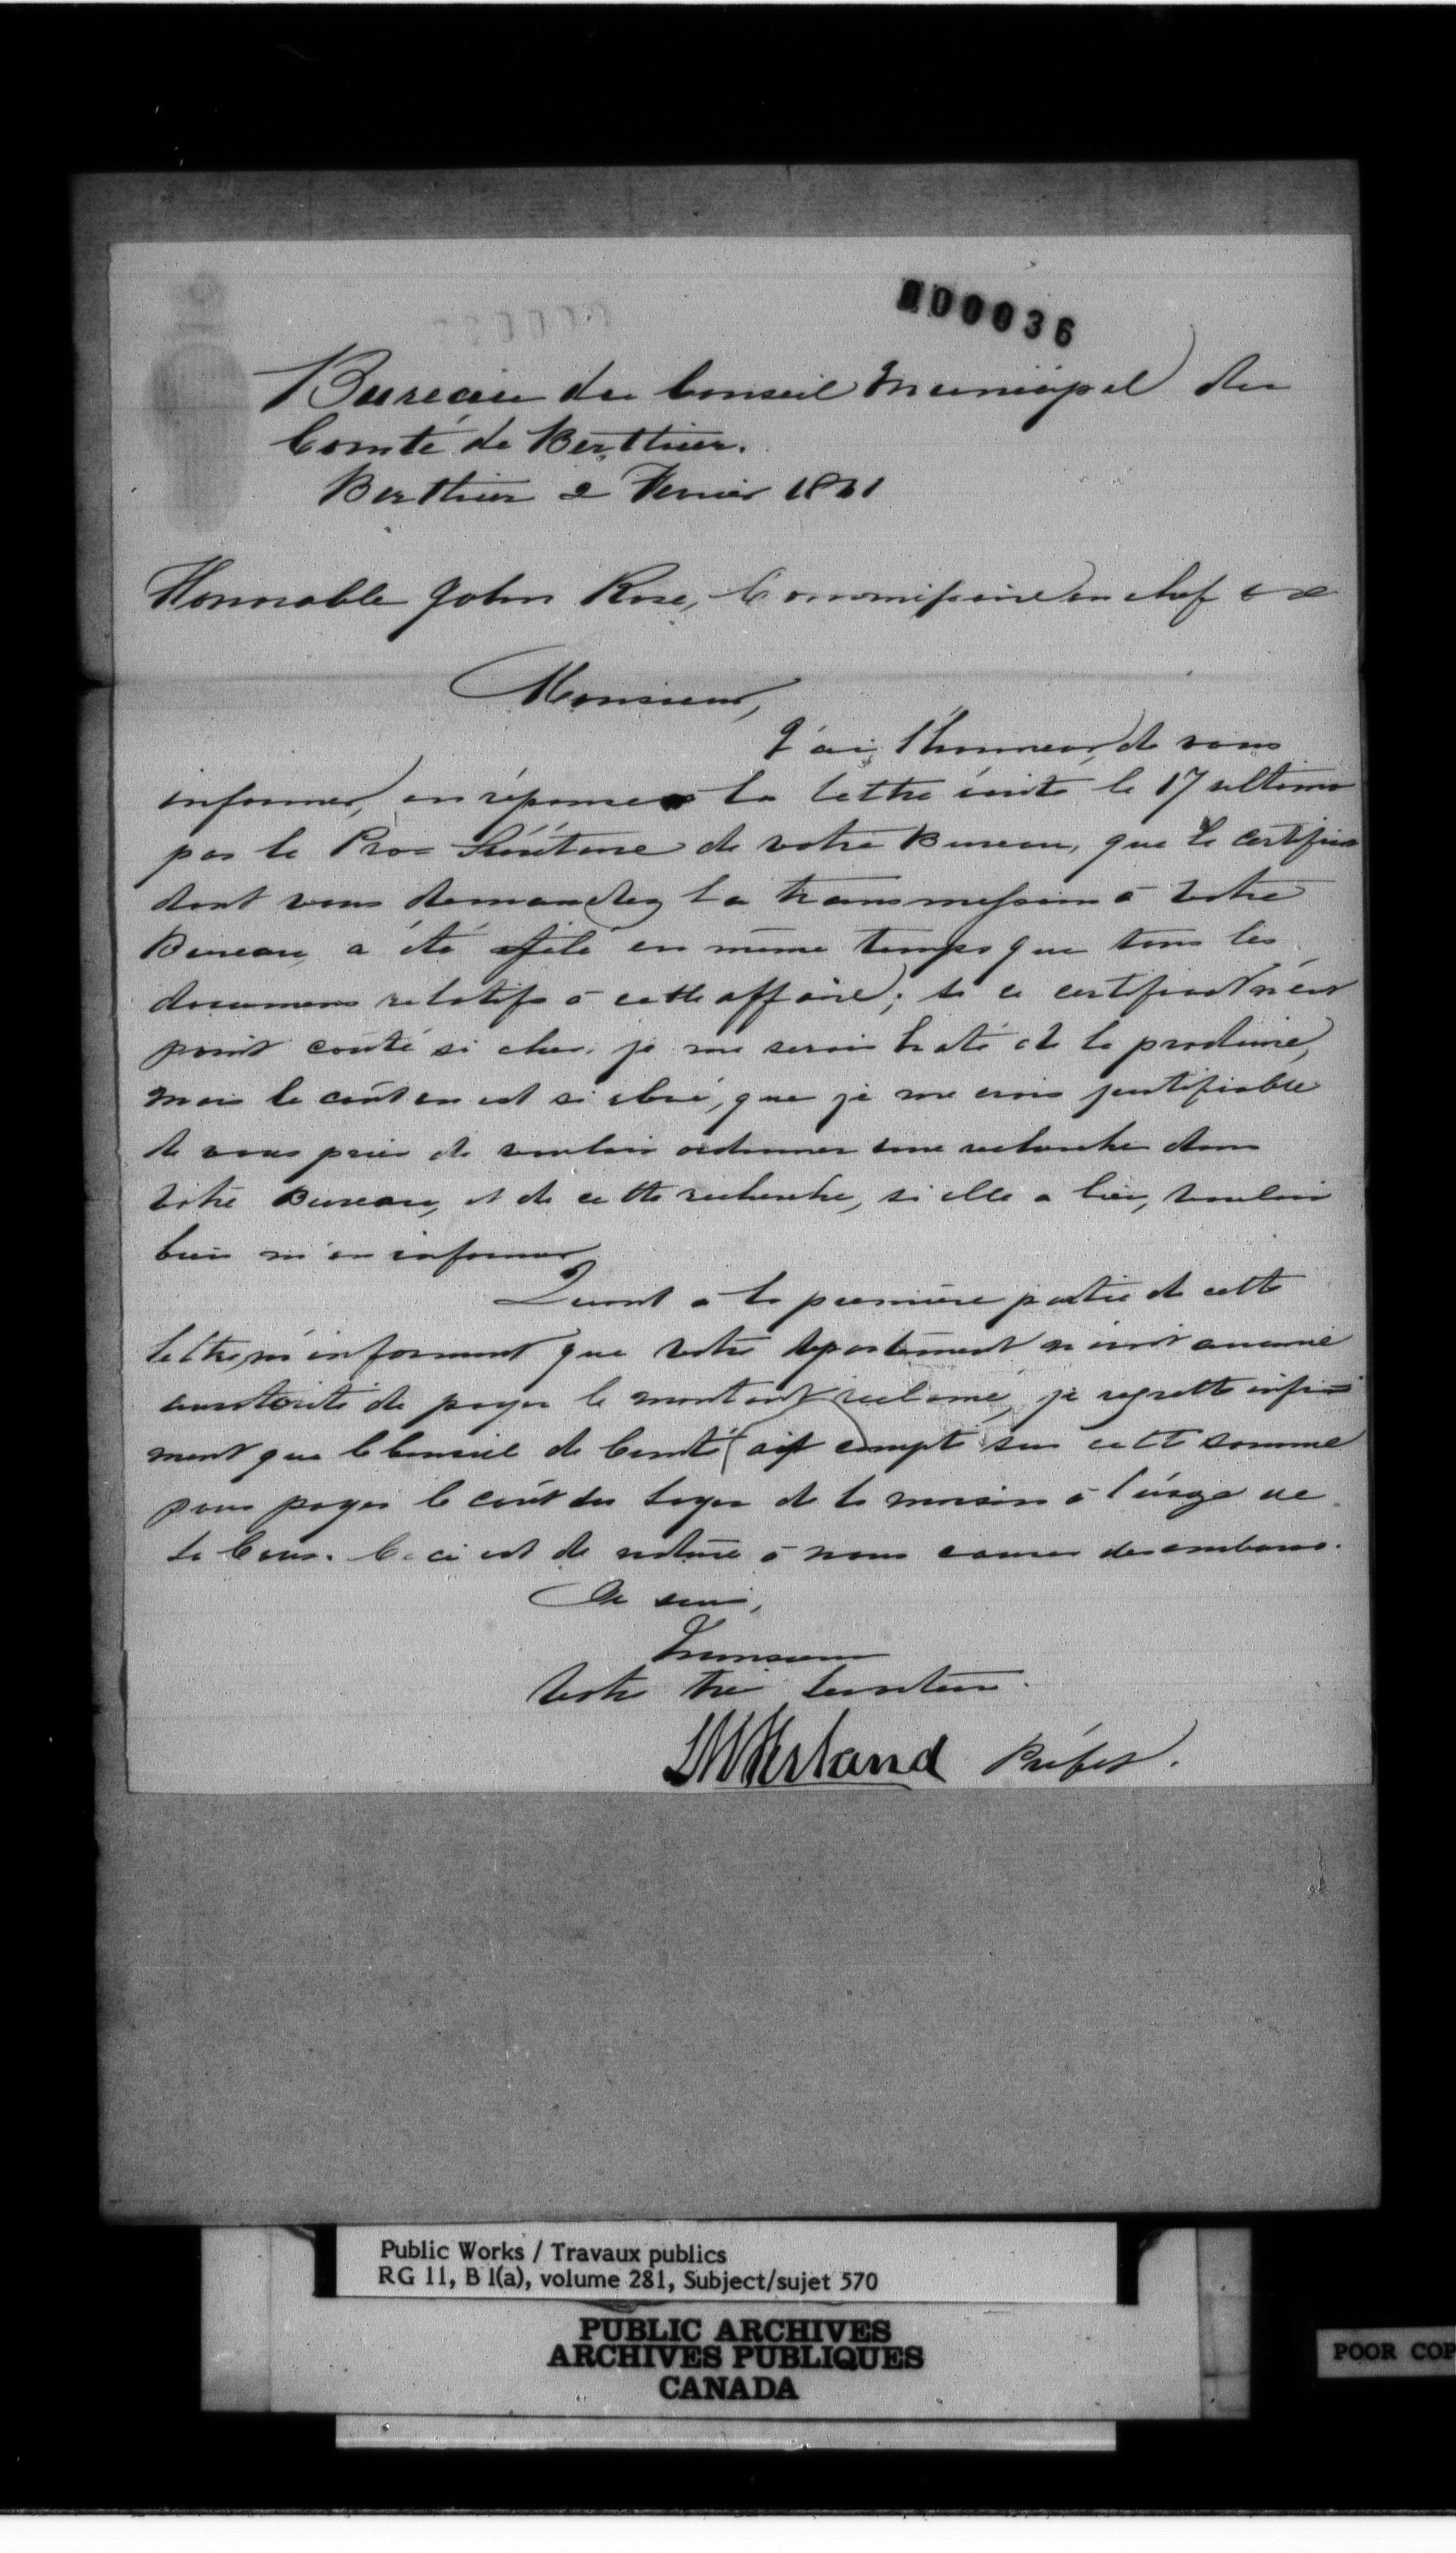 000036
Bureau du Conseil Municipal du
Comté de Berthier.
Berthier 2 Fevrier 1861
Honorable John Rose, Commissaire en chef &c
Monsieur,
J'ai l'honneur de vous
informer, en réponse à la lettre écrite le 17 ultimo
par le Pro= Secrétaire de votre Bureau, que le certificat
dont vous demandez la transmission à votre
Bureau, a été filé en même temps que tous les
documens relatifs à cette affaire; si ce certificat n'eut
point couté si cher, je me serais haté de le produire,
mais le coût en est si elevé, que je me crois justifiable
de vous prier de vouloir ordonner une recherche dans
votre Bureau, et de cette recherche, si elle a lieu, vouloir
bien m'en informer
Quant à la première partie de cette
lettre m'informant que votre département n'avait aucune
autorité de payer le montant reclamé, je regrette infini=
ment que le Conseil de Comté ait compté sur cette somme
pour payer le coût du loyer de la maison à l'usage de
la Cour. Ceci est de nature à nous causer des embarras.
Je suis,
Monsieur
Votre très serviteur.
Préfet.
Public Works / Travaux publics
RG 11, B 1(a), volume 281, Subject/sujet 570
PUBLIC ARCHIVES
ARCHIVES PUBLIQUES
CANADA
POOR COP